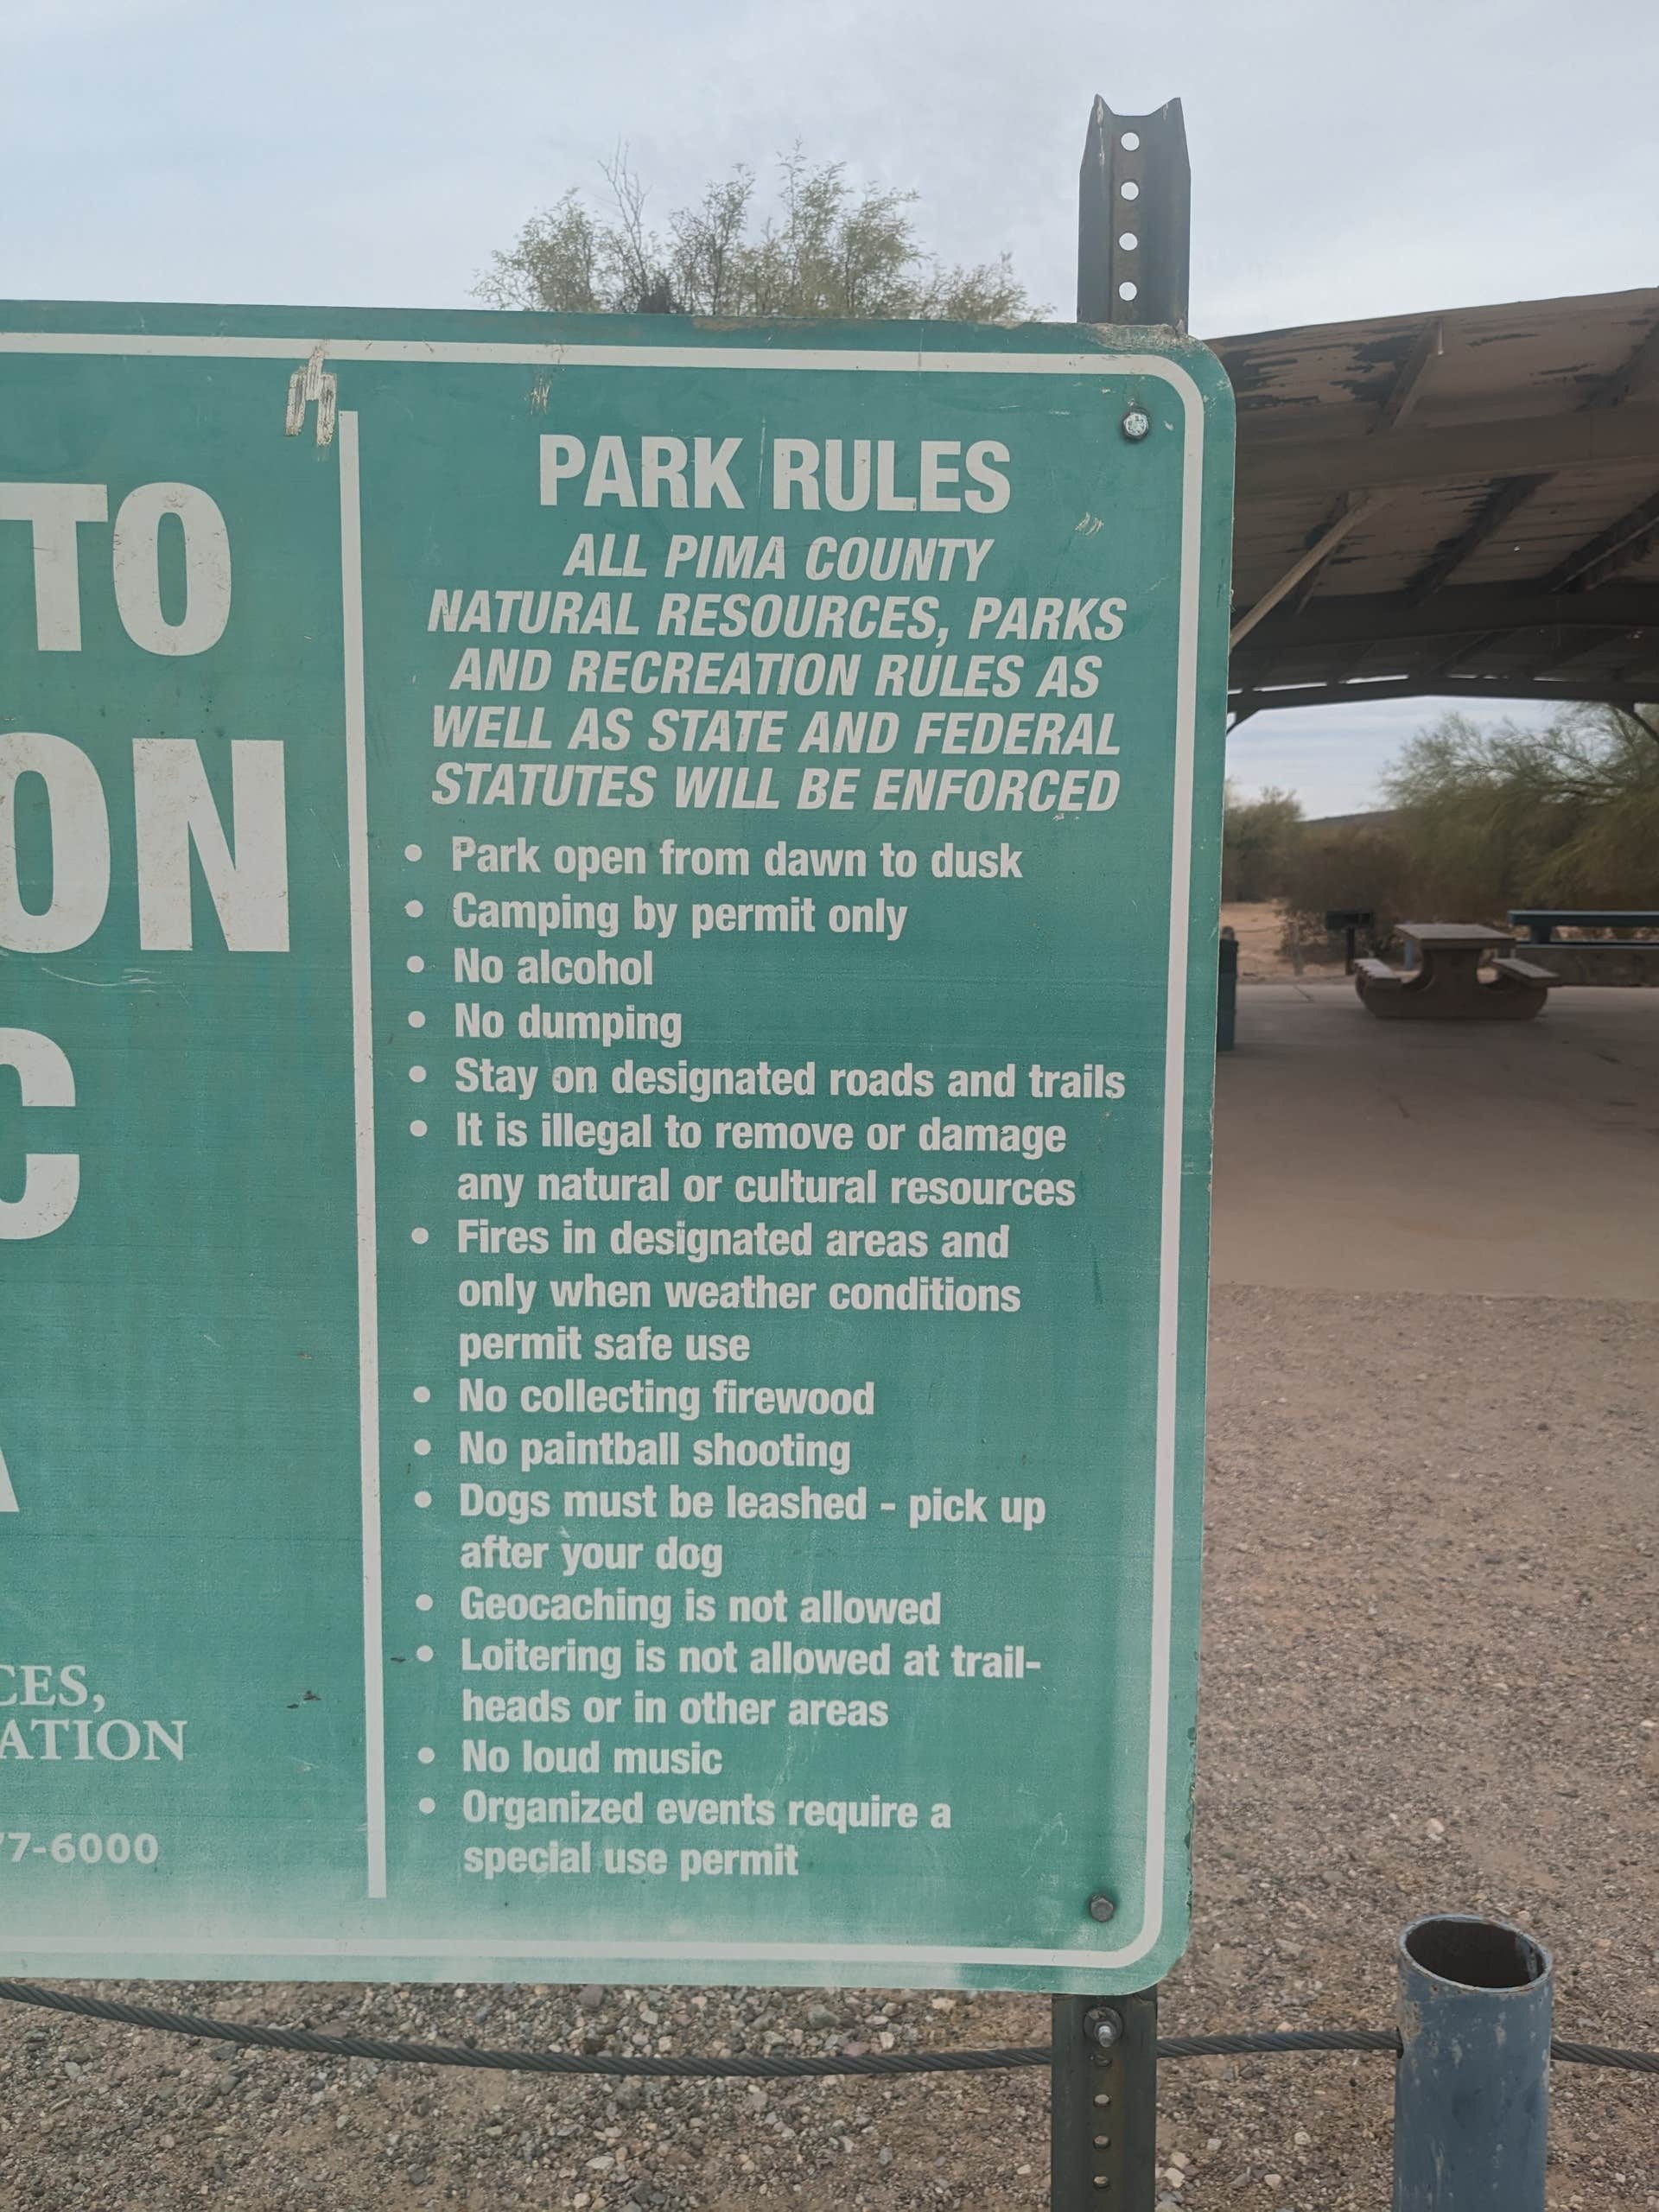 TO
ON
C
A
CES,
ATION
77-6000
PARK RULES
ALL PIMA COUNTY
NATURAL RESOURCES, PARKS
AND RECREATION RULES AS
WELL AS STATE AND FEDERAL
STATUTES WILL BE ENFORCED
• Park open from dawn to dusk
• Camping by permit only
• No alcohol
• No dumping
• Stay on designated roads and trails
• It is illegal to remove or damage
any natural or cultural resources
• Fires in designated areas and
only when weather conditions
permit safe use
• No collecting firewood
• No paintball shooting
• Dogs must be leashed - pick up
after your dog
• Geocaching is not allowed
• Loitering is not allowed at trail-
heads or in other areas
• No loud music
• Organized events require a
special use permit